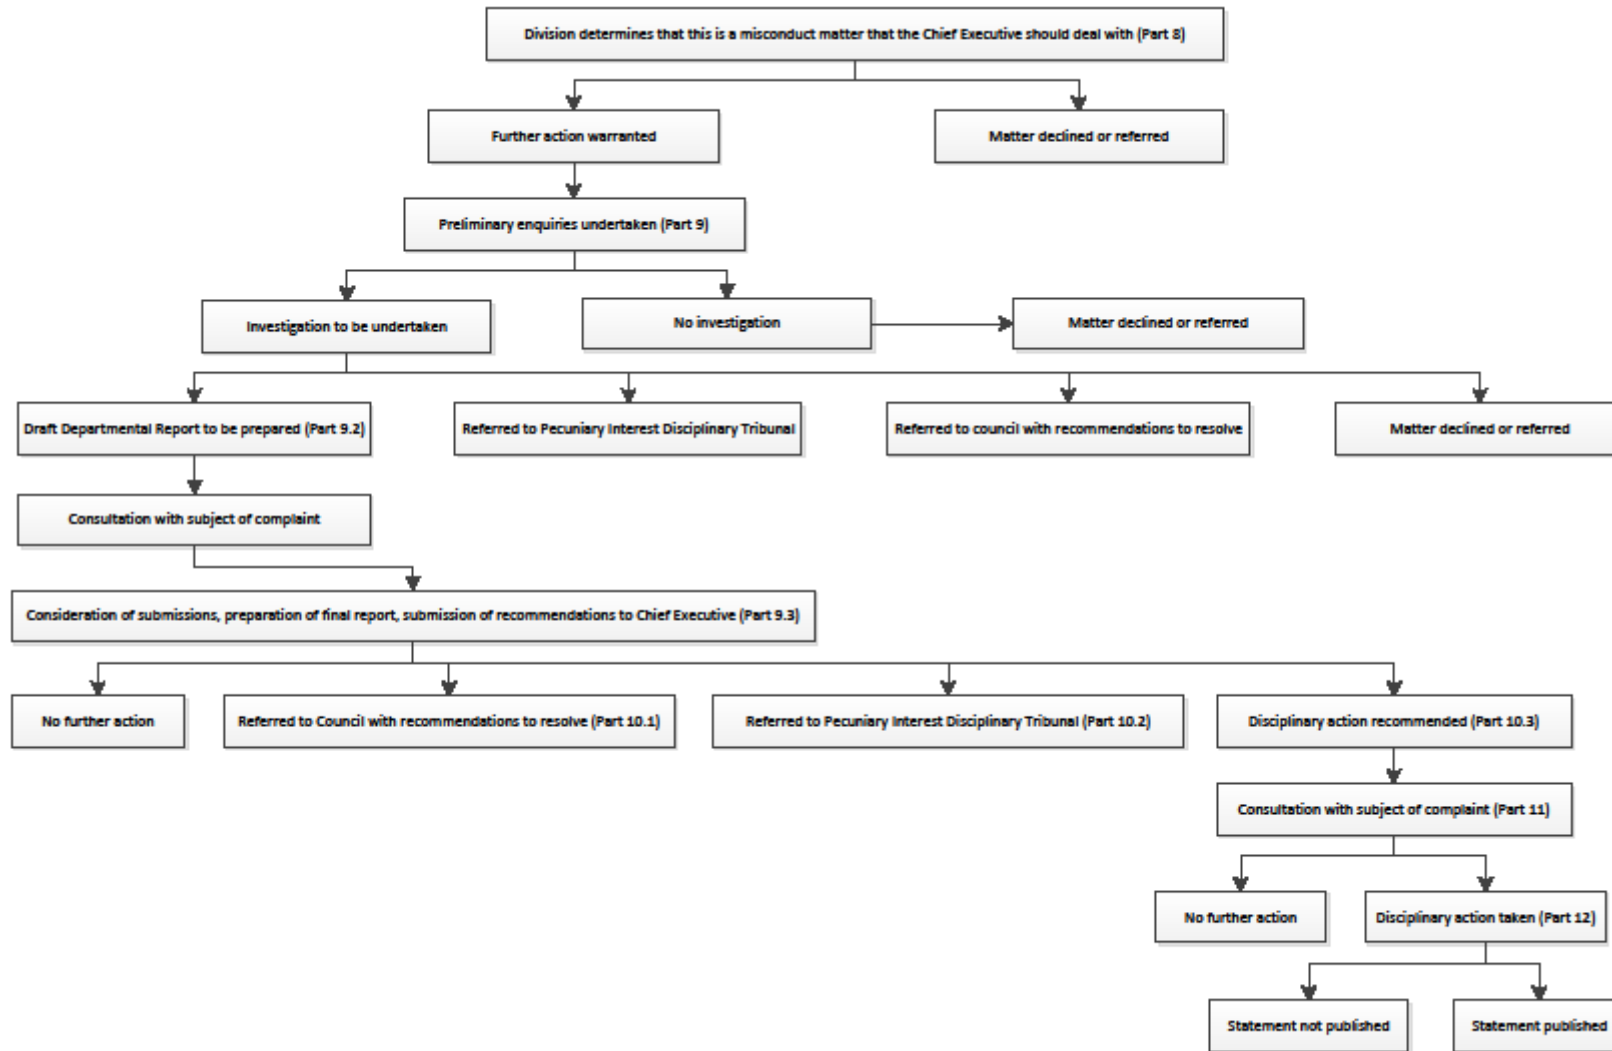 Division determines that this is a misconduct matter that the Chief Executive should deal with (Part 8)
Further action warranted
Matter declined or referred
Preliminary enquiries undertaken (Part 9)
Investigation to be undertaken
No investigation
Matter declined or referred
Draft Departmental Report to be prepared (Part 9.2)
Referred to Pecuniary Interest Disciplinary Tribunal
Referred to council with recommendations to resolve
Matter declined or referred
Consultation with subject of complaint
Consideration of submissions, preparation of final report, submission of recommendations to Chief Executive (Part 9.3)
No further action
Referred to Council with recommendations to resolve (Part 10.1)
Referred to Pecuniary Interest Disciplinary Tribunal (Part 10.2)
Disciplinary action recommended (Part 10.3)
Consultation with subject of complaint (Part 11)
No further action
Disciplinary action taken (Part 12)
Statement not published
Statement published